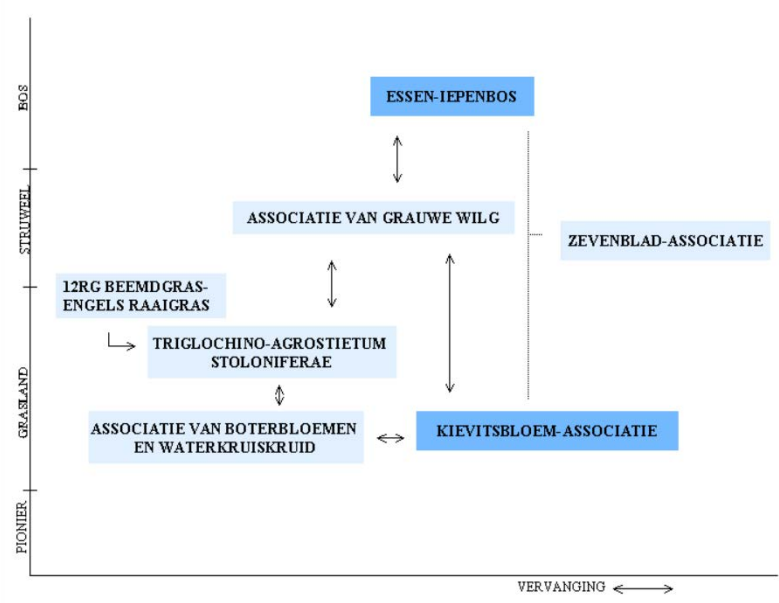 BOS
ESSEN-IEPENBOS
STRUWEEL
ASSOCIATIE VAN GRAUWE WILG
ZEVENBLAD-ASSOCIATIE
12RG BEEMDGRAS-
ENGELS RAAIGRAS
TRIGLOCHINO-AGROSTIETUM
STOLONIFERAE
GRASLAND
ASSOCIATIE VAN BOTERBLOEMEN
EN WATERKRUISKRUID
KIEVITSBLOEM-ASSOCIATIE
PIONIER
VERVANGING